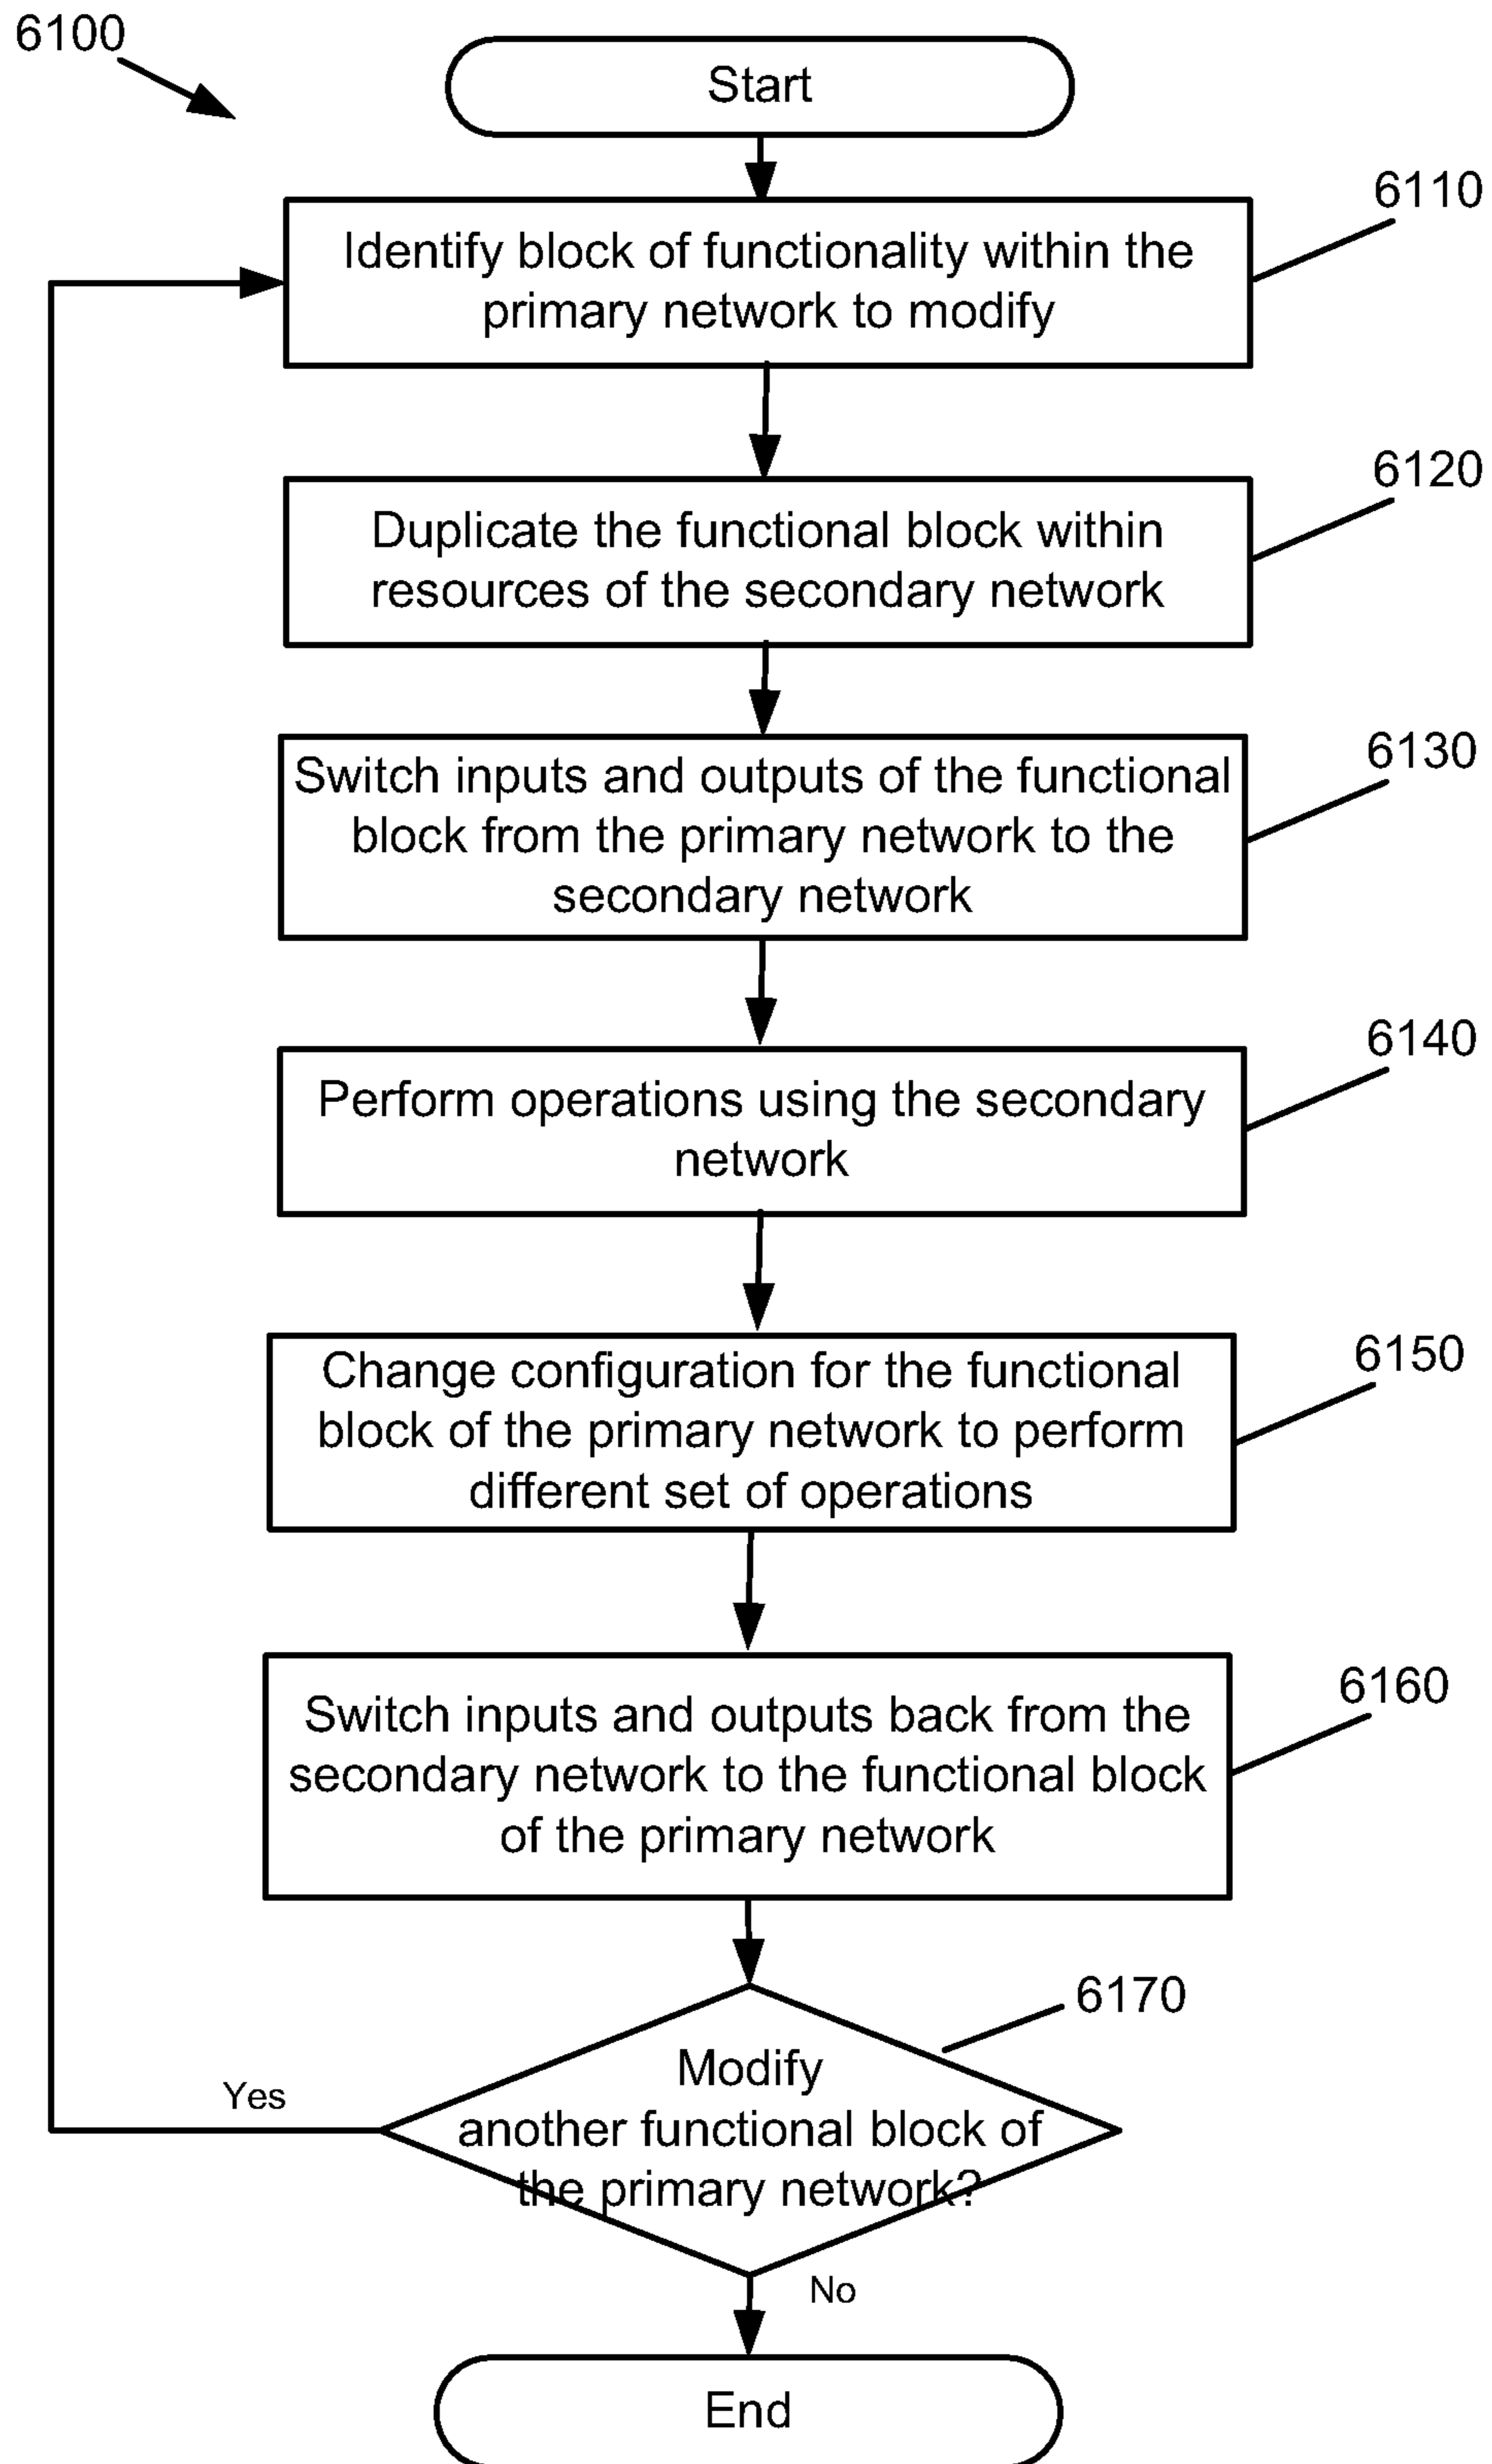 6100
Start
6110
Identify block of functionality within the
primary network to modify
6120
Duplicate the functional block within
resources of the secondary network
6130
Switch inputs and outputs of the functional
block from the primary network to the
secondary network
6140
Perform operations using the secondary
network
6150
Change configuration for the functional
block of the primary network to perform
different set of operations
6160
Switch inputs and outputs back from the
secondary network to the functional block
of the primary network
6170
Modify
another functional block of
the primary network?
Yes
No
End